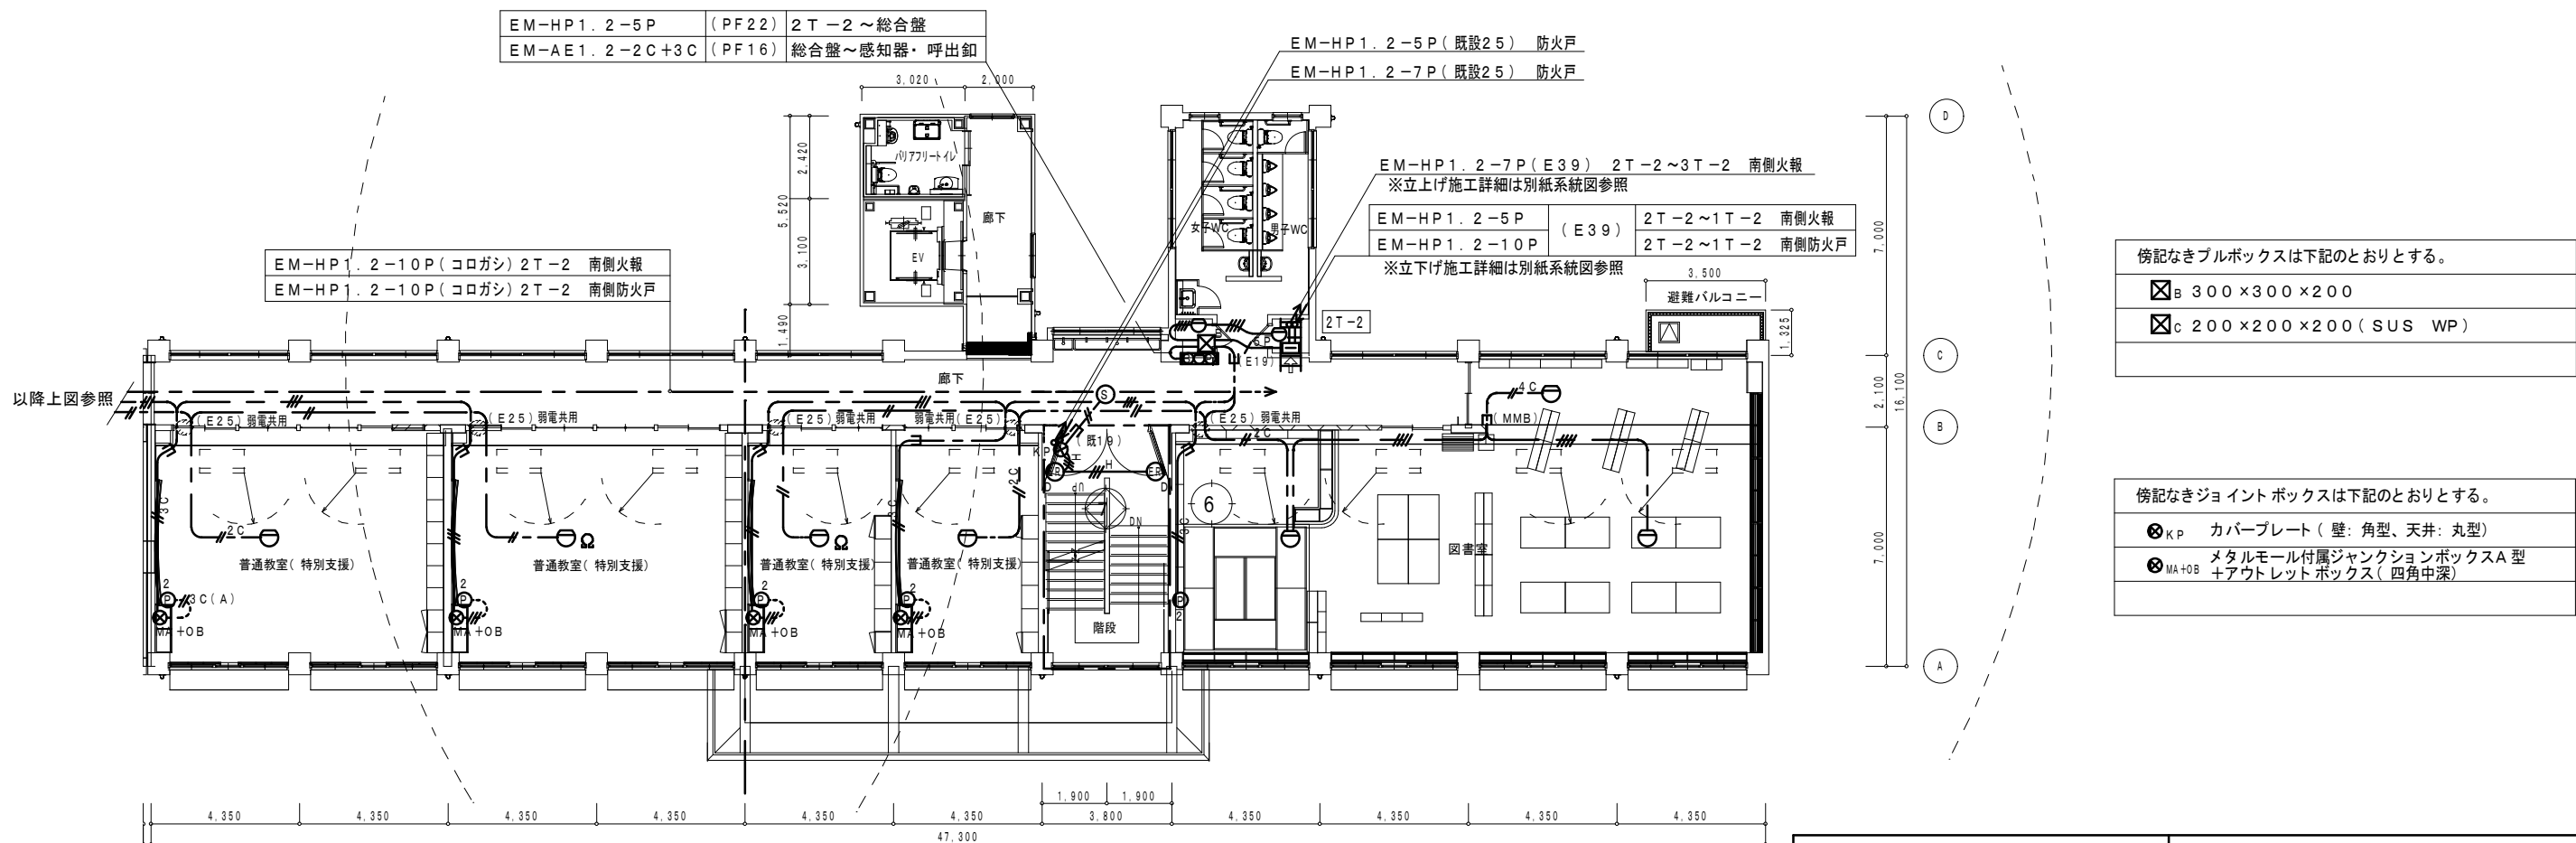 EM-HP1.2-5P (PF22) 2T-2~総合盤
EM-AE1.2-2C+3C (PF16) 総合盤~感知器・呼出釦
EM-HP1.2-5P(既設25) 防火戸
EM-HP1.2-7P(既設25) 防火戸
3,020 2,000
D
バリアフリートイレ
2,420
5,520
3,100
1,490
EV
廊下
女子WC
男子WC
EM-HP1.2-7P(E39) 2T-2~3T-2 南側火報
※立上げ施工詳細は別紙系統図参照
EM-HP1.2-5P (E39) 2T-2~1T-2 南側火報
EM-HP1.2-10P 2T-2~1T-2 南側防火戸
※立下げ施工詳細は別紙系統図参照
7,000
EM-HP1.2-10P(コロガシ)2T-2 南側火報
EM-HP1.2-10P(コロガシ)2T-2 南側防火戸
傍記なきプルボックスは下記のとおりとする。
B 300×300×200
C 200×200×200(SUS WP)
3,500
避難バルコニー
1,325
2T-2
(E19)
C
廊下
S
以降上図参照
2,100
16,100
4C
(MMB)
(E25)弱電共用
(E25)弱電共用
(E25)弱電共用
弱電共用(E25)
(E25)弱電共用
B
2C
(既19)
KP
H
ER
ER
D
D
UP
DN
6
3C
2C
3C
2C
3C
傍記なきジョイントボックスは下記のとおりとする。
KP カバープレート(壁:角型、天井:丸型)
MA+OB メタルモール付属ジャンクションボックスA型
+アウトレットボックス(四角中深)
普通教室(特別支援)
普通教室(特別支援)
普通教室(特別支援)
普通教室(特別支援)
図書室
7,000
2
P
3C(A)
2
P
2
P
2
P
P
2
MA+OB
MA+OB
MA+OB
MA+OB
階段
A
1,900 1,900
4,350 4,350 4,350 4,350 4,350 4,350 3,800 4,350 4,350 4,350 4,350
47,300